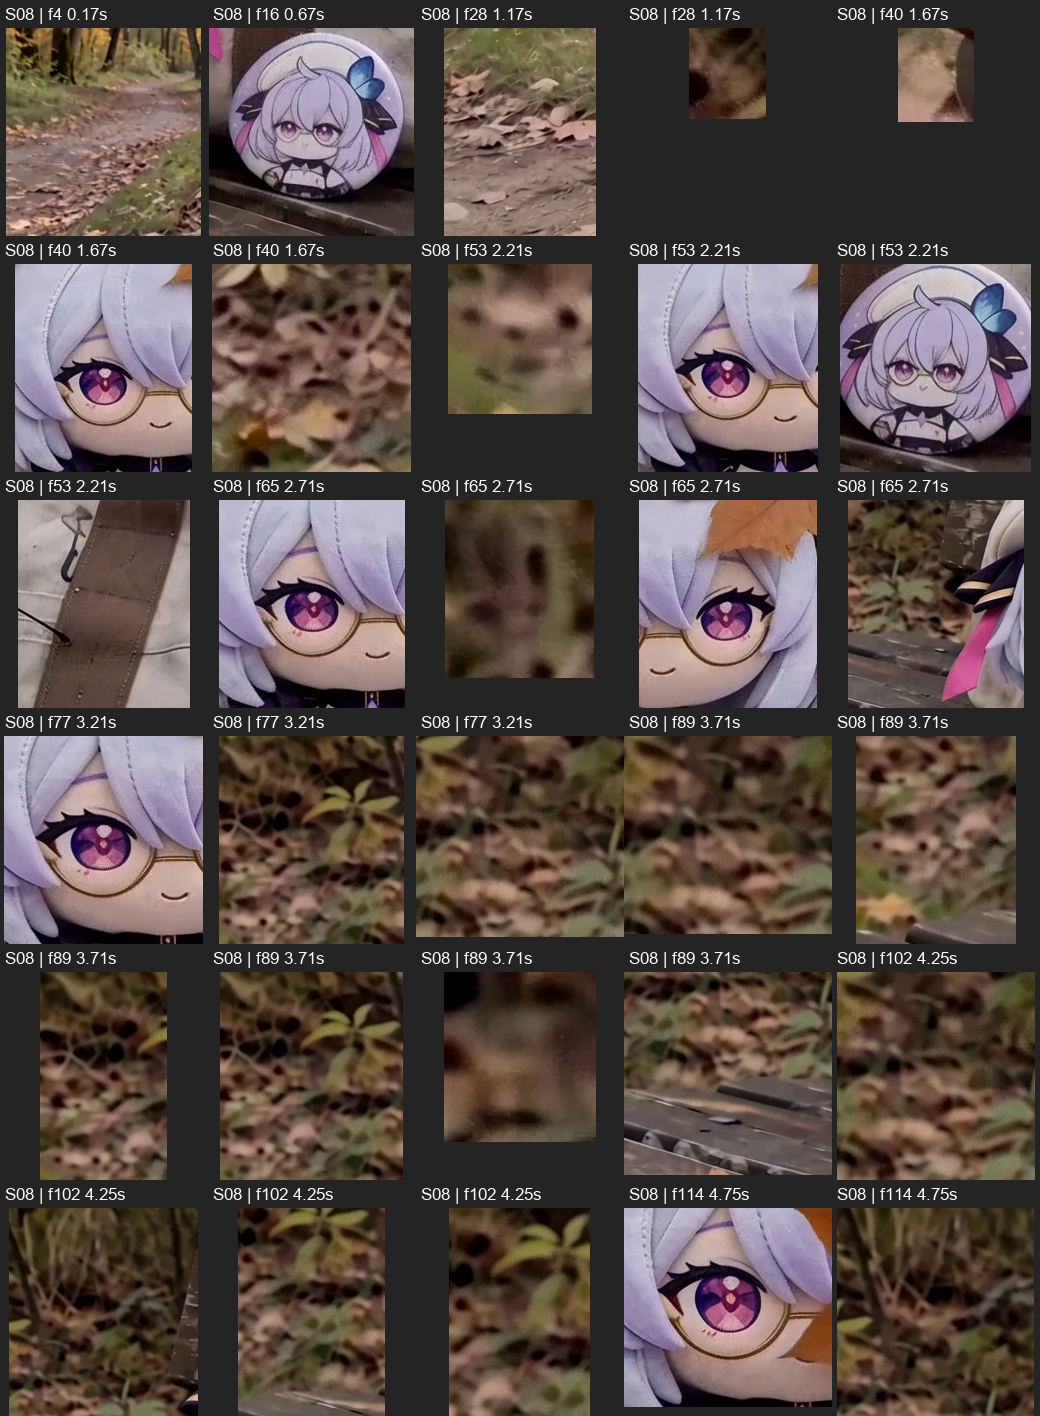 S08 | f4 0.17s
S08 | f16 0.67s
S08 | f28 1.17s
S08 | f28 1.17s
S08 | f40 1.67s
S08 | f40 1.67s
S08 | f40 1.67s
S08 | f53 2.21s
S08 | f53 2.21s
S08 | f53 2.21s
S08 | f53 2.21s
S08 | f65 2.71s
S08 | f65 2.71s
S08 | f65 2.71s
S08 | f65 2.71s
S08 | f77 3.21s
S08 | f77 3.21s
S08 | f77 3.21s
S08 | f89 3.71s
S08 | f89 3.71s
S08 | f89 3.71s
S08 | f89 3.71s
S08 | f89 3.71s
S08 | f89 3.71s
S08 | f102 4.25s
S08 | f102 4.25s
S08 | f102 4.25s
S08 | f102 4.25s
S08 | f114 4.75s
S08 | f114 4.75s